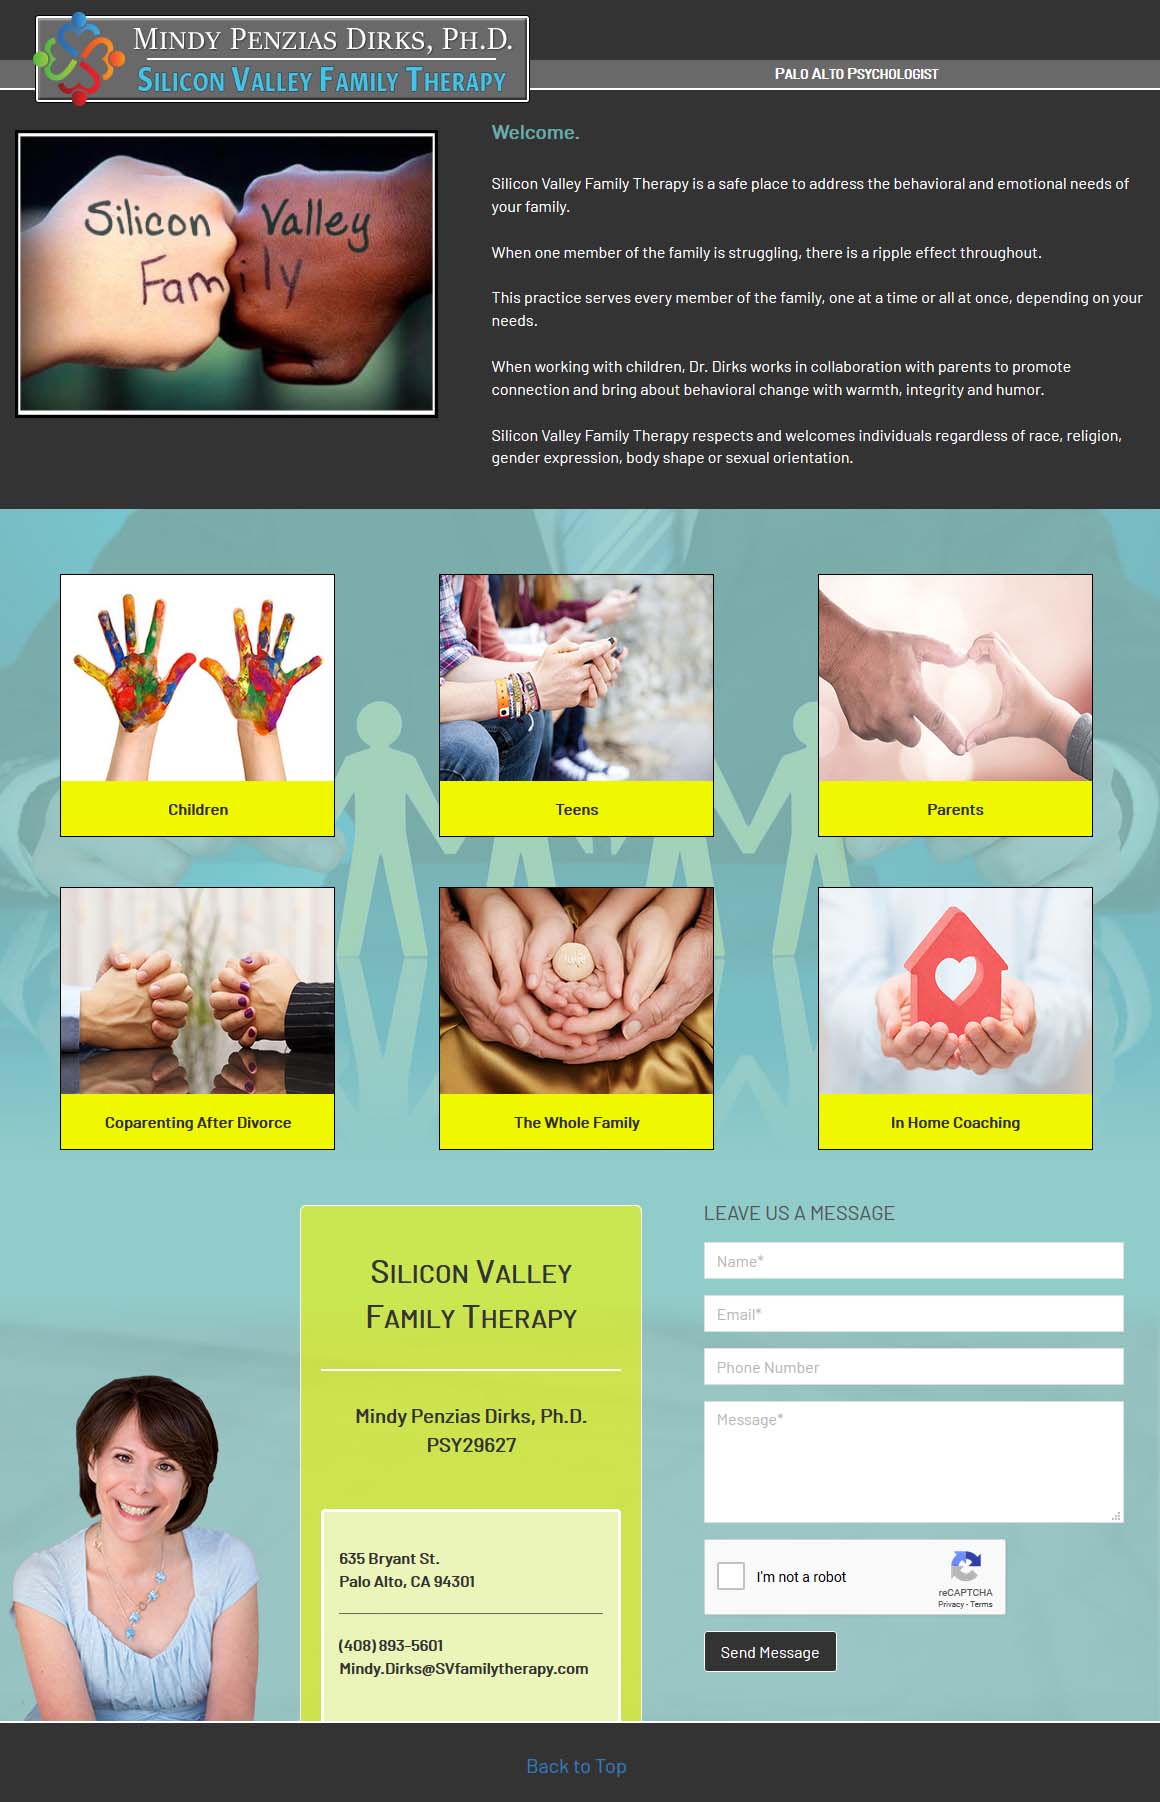 Mindy Penzias Dirks, Ph.D.
Silicon Valley Family Therapy
Palo Alto Psychologist
Silicon Valley
Family
Welcome.
Silicon Valley Family Therapy is a safe place to address the behavioral and emotional needs of
your family.
When one member of the family is struggling, there is a ripple effect throughout.
This practice serves every member of the family, one at a time or all at once, depending on your
needs.
When working with children, Dr. Dirks works in collaboration with parents to promote
connection and bring about behavioral change with warmth, integrity and humor.
Silicon Valley Family Therapy respects and welcomes individuals regardless of race, religion,
gender expression, body shape or sexual orientation.
Children
Teens
Parents
Coparenting After Divorce
The Whole Family
In Home Coaching
Silicon Valley
Family Therapy
Mindy Penzias Dirks, Ph.D.
PSY29627
635 Bryant St.
Palo Alto, CA 94301
(408) 893-5601
Mindy.Dirks@SVfamilytherapy.com
LEAVE US A MESSAGE
Name*
Email*
Phone Number
Message*
I'm not a robot
reCAPTCHA
Privacy - Terms
Send Message
Back to Top